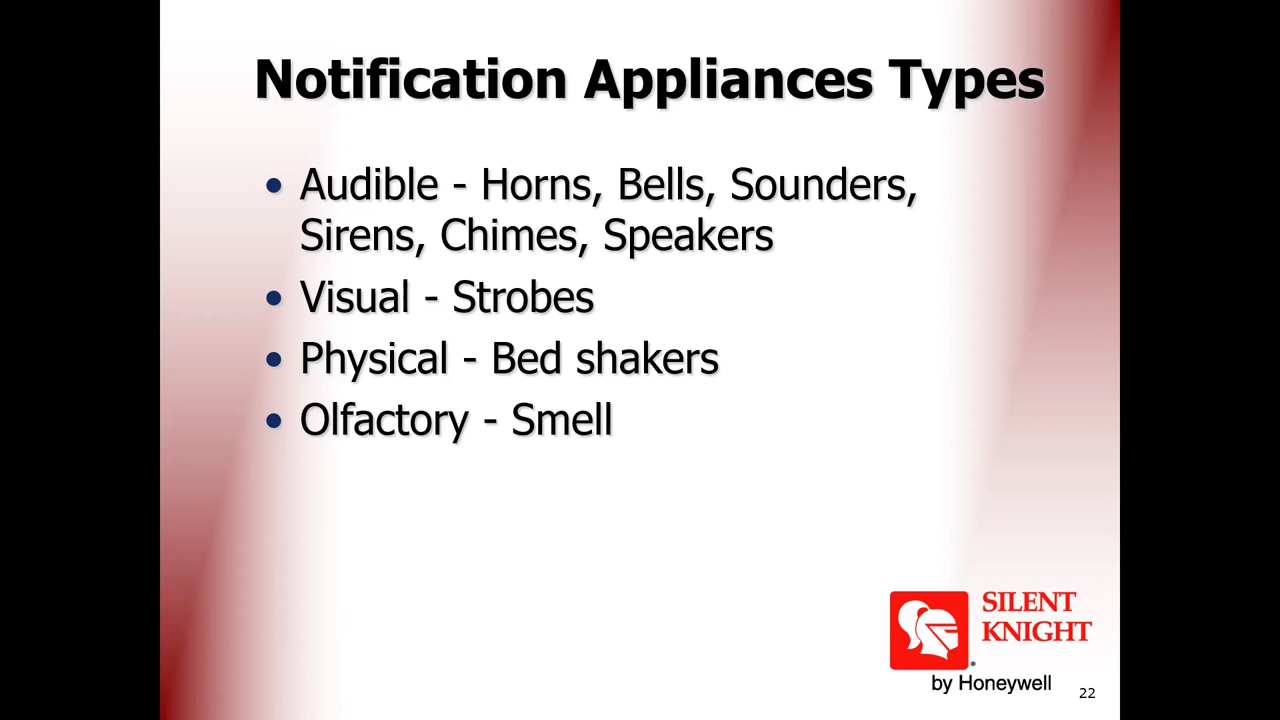 Notification Appliances Types
• Audible - Horns, Bells, Sounders,
Sirens, Chimes, Speakers
• Visual - Strobes
• Physical - Bed shakers
• Olfactory - Smell
SILENT
KNIGHT
®
by Honeywell
22